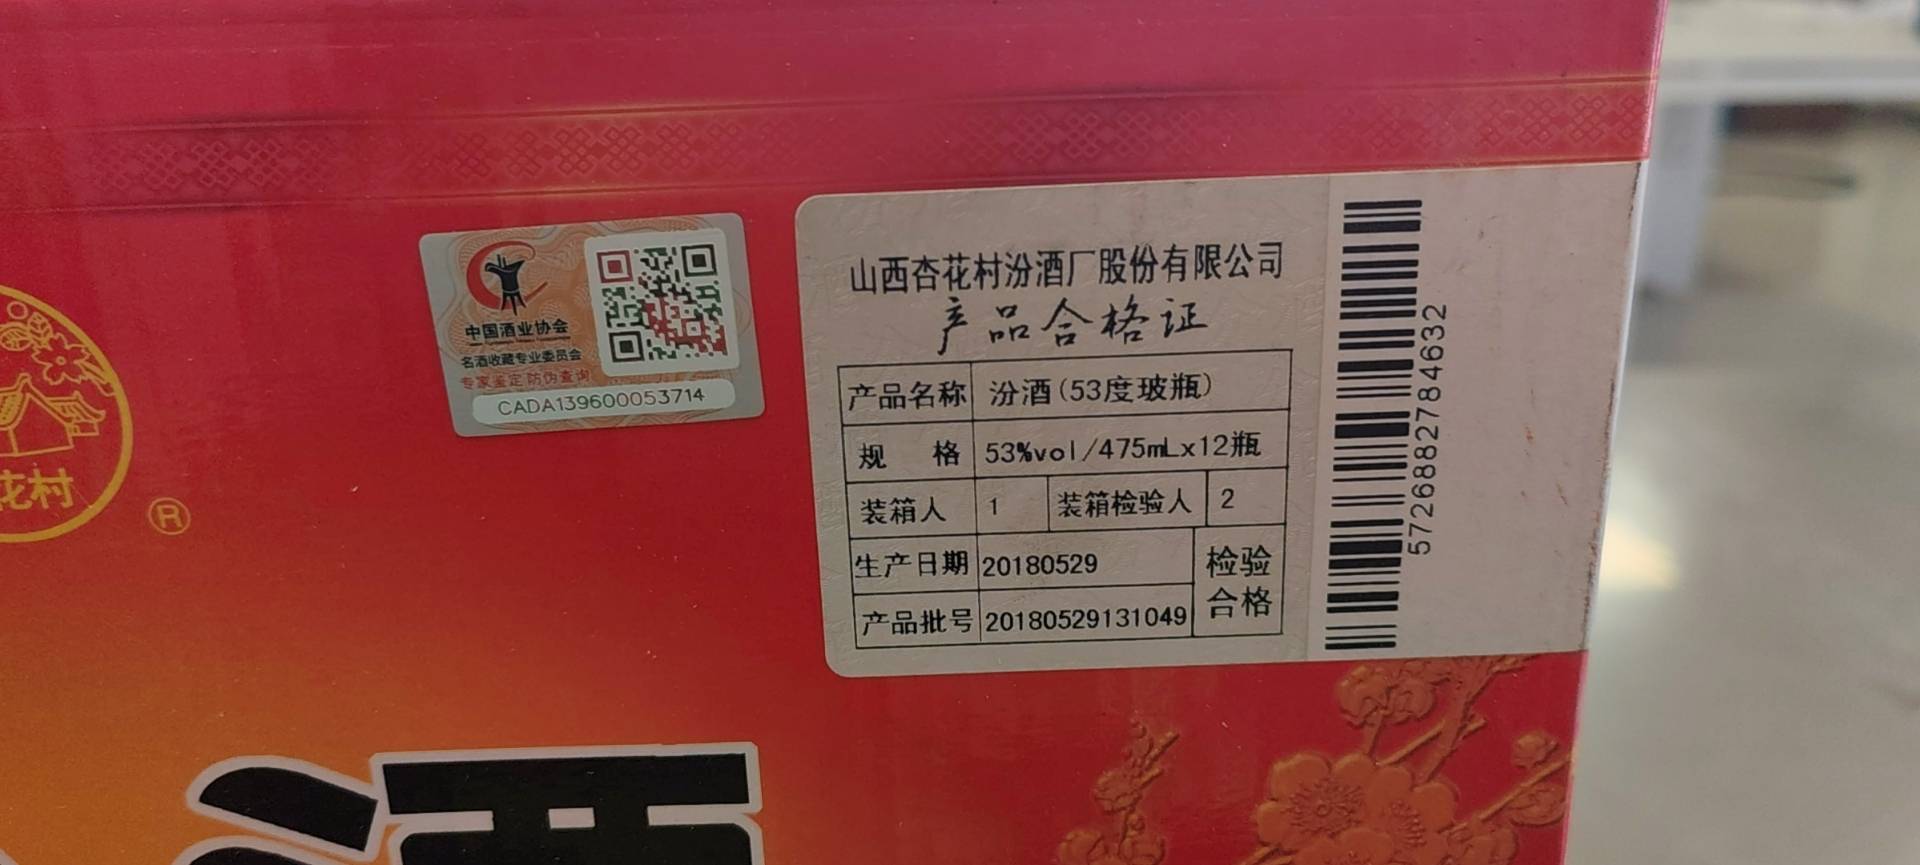 花村
®
中国酒业协会
名酒收藏专业委员会
专家鉴定 防伪查询
CADA139600053714
山西杏花村汾酒厂股份有限公司
产品合格证
产品名称 汾酒(53度玻瓶)
规 格 53%vol/475mLx12瓶
装箱人 1 装箱检验人 2
生产日期 20180529
产品批号 20180529131049
检验
合格
57268827784632
酒